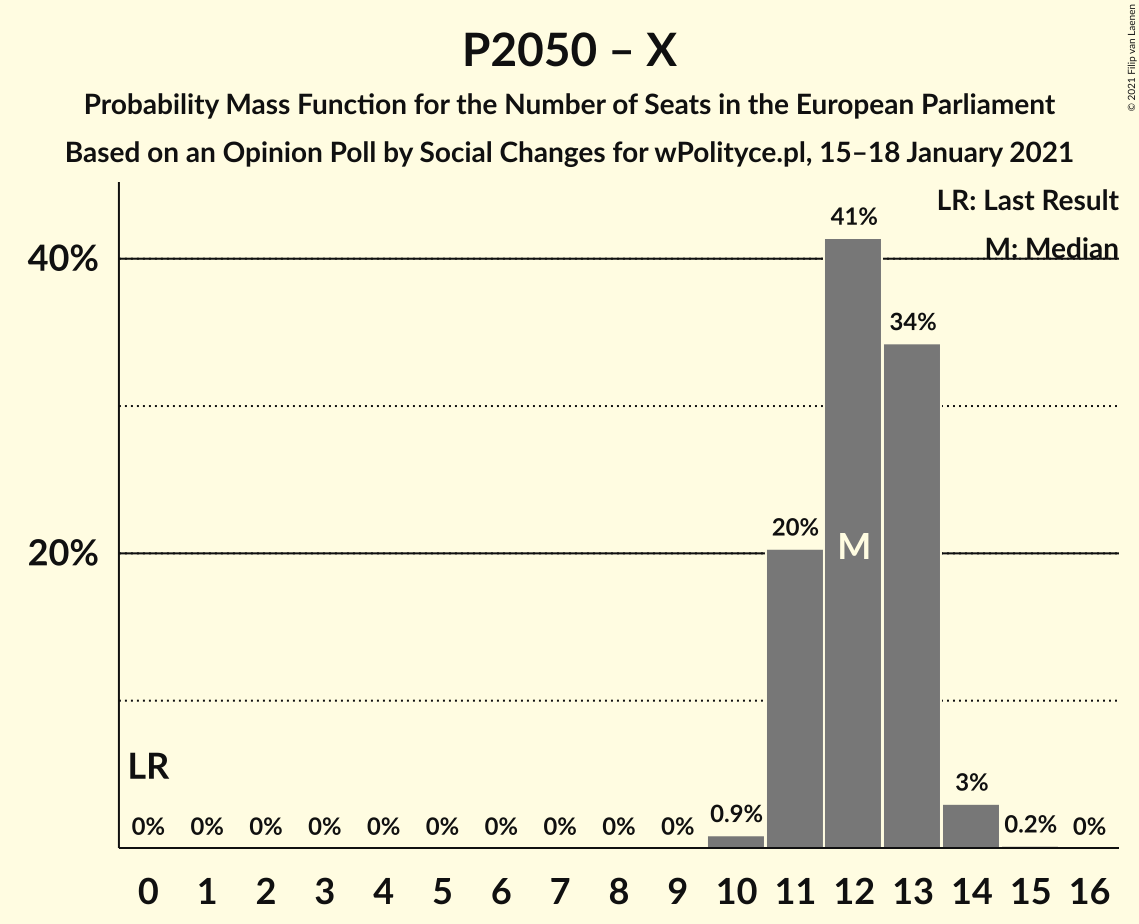 P2050 – X
Probability Mass Function for the Number of Seats in the European Parliament
Based on an Opinion Poll by Social Changes for wPolityce.pl, 15–18 January 2021
© 2021 Filip van Laenen
LR: Last Result
M: Median
41%
40%
34%
20%
20%
M
LR
3%
0.9%
0% 0% 0% 0% 0% 0% 0% 0% 0% 0% 0.2% 0%
0 1 2 3 4 5 6 7 8 9 10 11 12 13 14 15 16